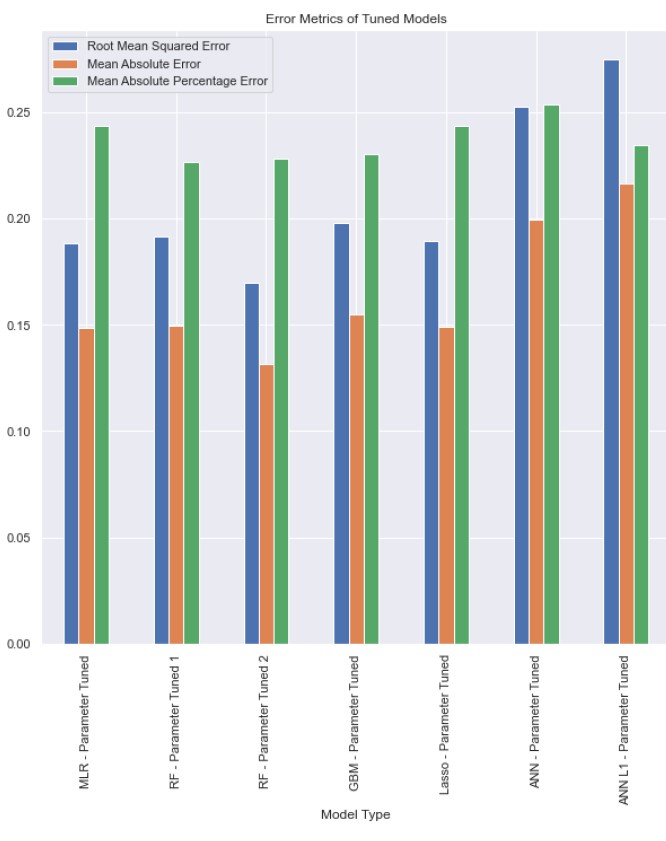 Error Metrics of Tuned Models
Root Mean Squared Error
Mean Absolute Error
Mean Absolute Percentage Error
0.25
0.20
0.15
0.10
0.05
0.00
MLR - Parameter Tuned
RF - Parameter Tuned 1
RF - Parameter Tuned 2
GBM - Parameter Tuned
Lasso - Parameter Tuned
ANN - Parameter Tuned
ANN L1 - Parameter Tuned
Model Type